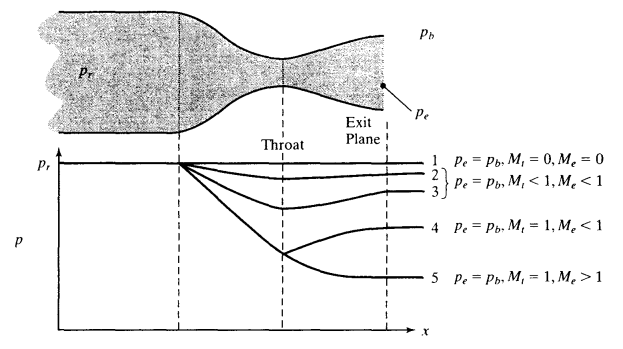 p_b
p_r
p_e
Exit
Plane
Throat
p_r
p
1 p_e = p_b, M_t = 0, M_e = 0
2
3 } p_e = p_b, M_t < 1, M_e < 1
4 p_e = p_b, M_t = 1, M_e < 1
5 p_e = p_b, M_t = 1, M_e > 1
x